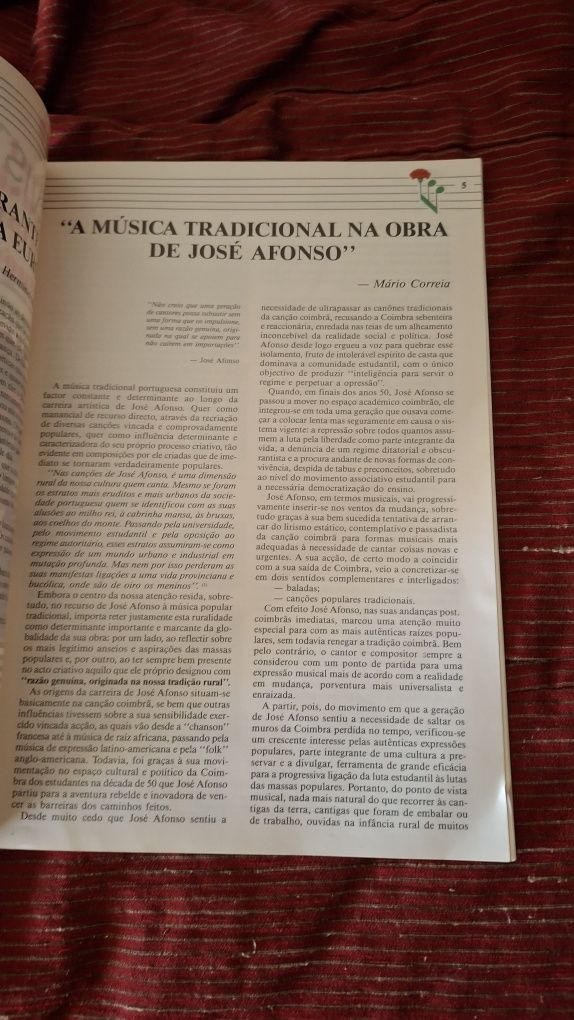 5
"A MÚSICA TRADICIONAL NA OBRA
DE JOSÉ AFONSO"
— Mário Correia
"Não creio que uma geração
de cantores possa subsistir sem
uma forma que os impulsione,
sem uma razão genuína, origi-
nada na qual se apoiem para
não caírem em importações".
— José Afonso
A música tradicional portuguesa constituiu um
factor constante e determinante ao longo da
carreira artística de José Afonso. Quer como
manancial de recurso directo, através da recriação
de diversas canções vincada e comprovadamente
populares, quer como influência determinante e
caracterizadora do seu próprio processo criativo, tão
evidente em composições por ele criadas que de ime-
diato se tornaram verdadeiramente populares.
"Nas canções de José Afonso, é uma dimensão
rural da nossa cultura quem canta. Mesmo se foram
os estratos mais eruditos e mais urbanos da socie-
dade portuguesa quem se identificou com as suas
alusões ao milho rei, à cabrinha mansa, às bruxas,
aos coelhos do monte. Passando pela universidade,
pelo movimento estudantil e pela oposição ao
regime autoritário, esses estratos assumiram-se como
expressão de um mundo urbano e industrial em
mutação profunda. Mas nem por isso perderam as
suas manifestas ligações a uma vida provinciana e
bucólica, onde são de oiro os meninos".
Embora o centro da nossa atenção resida, sobre-
tudo, no recurso de José Afonso à música popular
tradicional, importa reter justamente esta ruralidade
como determinante importante e marcante da glo-
balidade da sua obra: por um lado, ao reflectir sobre
os mais legítimo anseios e aspirações das massas
populares e, por outro, ao ter sempre bem presente
no acto criativo aquilo que ele próprio designou com
"razão genuína, originada na nossa tradição rural".
As origens da carreira de José Afonso situam-se
basicamente na canção coimbrã, se bem que outras
influências tivessem sobre a sua sensibilidade exer-
cido vincada acção, as quais vão desde a "chanson"
francesa até à música de raiz africana, passando pela
música de expressão latino-americana e pela "folk"
anglo-americana. Todavia, foi graças à sua movi-
mentação no espaço cultural e político da Coim-
bra dos estudantes na década de 50 que José Afonso
partiu para a aventura rebelde e inovadora de ven-
cer as barreiras dos caminhos feitos.
Desde muito cedo que José Afonso sentiu a
necessidade de ultrapassar as canônes tradicionais
da canção coimbrã, recusando a Coimbra sebenteira
e reaccionária, enredada nas teias de um alheamento
inconcebível da realidade social e política. José
Afonso desde logo ergueu a voz para quebrar esse
isolamento, fruto de intolerável espírito de casta que
dominava a comunidade estudantil, com o único
objectivo de produzir "inteligência para servir o
regime e perpetuar a opressão".
Quando, em finais dos anos 50, José Afonso se
passou a mover no espaço académico coimbrão, ele
integrou-se em toda uma geração que ousava come-
çar a colocar lenta mas seguramente em causa o sis-
tema vigente: a repressão sobre todos quantos assu-
mem a luta pela liberdade como parte integrante da
vida, a denúncia de um regime ditatorial e obscu-
rantista e a procura andante de novas formas de con-
vivência, despida de tabus e preconceitos, sobretudo
ao nível do movimento associativo estudantil para
a necessária democratização do ensino.
José Afonso, em termos musicais, vai progressi-
vamente inserir-se nos ventos da mudança, sobre-
tudo graças à sua bem sucedida tentativa de arran-
car do lirismo estático, contemplativo e passadista
da canção coimbrã para formas musicais mais
adequadas à necessidade de cantar coisas novas e
urgentes. A sua acção, de certo modo a coincidir
com a sua saída de Coimbra, veio a concretizar-se
em dois sentidos complementares e interligados:
— baladas;
— canções populares tradicionais.
Com efeito José Afonso, nas suas andanças post.
coimbrãs imediatas, marcou uma atenção muito
especial para com as mais autênticas raízes popu-
lares, sem todavia renegar a tradição coimbrã. Bem
pelo contrário, o cantor e compositor sempre a
considerou com um ponto de partida para uma
expressão musical mais de acordo com a realidade
em mudança, porventura mais universalista e
enraizada.
A partir, pois, do movimento em que a geração
de José Afonso sentiu a necessidade de saltar os
muros da Coimbra perdida no tempo, verificou-se
um crescente interesse pelas autênticas expressões
populares, parte integrante de uma cultura a pre-
servar e a divulgar, ferramenta de grande eficácia
para a progressiva ligação da luta estudantil às lutas
das massas populares. Portanto, do ponto de vista
musical, nada mais natural do que recorrer às can-
tigas da terra, cantigas que foram de embalar ou
de trabalho, ouvidas na infância rural de muitos